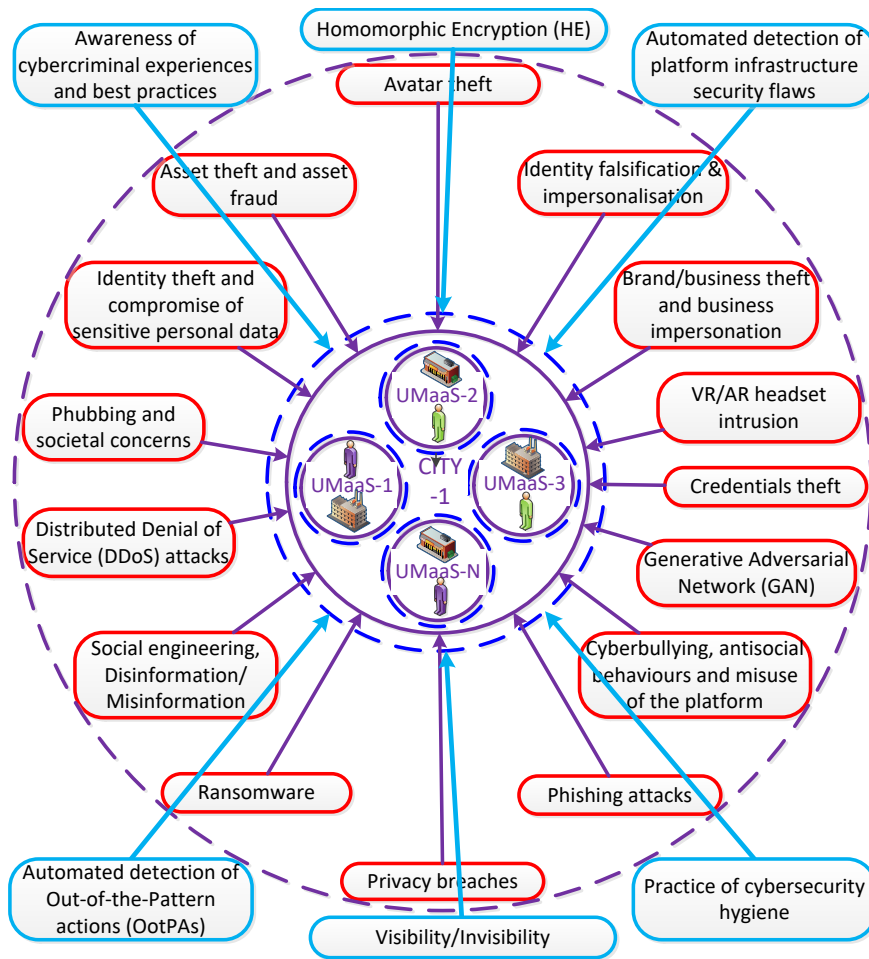 Homomorphic Encryption (HE)
Awareness of
cybercriminal experiences
and best practices
Automated detection of
platform infrastructure
security flaws
Avatar theft
Asset theft and asset
fraud
Identity falsification &
impersonalisation
Identity theft and
compromise of
sensitive personal data
Brand/business theft
and business
impersonation
UMaaS-2
VR/AR headset
intrusion
Phubbing and
societal concerns
CITY
-1
UMaaS-1
UMaaS-3
Credentials theft
Distributed Denial of
Service (DDoS) attacks
Generative Adversarial
Network (GAN)
UMaaS-N
Social engineering,
Disinformation/
Misinformation
Cyberbullying, antisocial
behaviours and misuse
of the platform
Ransomware
Phishing attacks
Privacy breaches
Automated detection of
Out-of-the-Pattern
actions (OotPAs)
Practice of cybersecurity
hygiene
Visibility/Invisibility